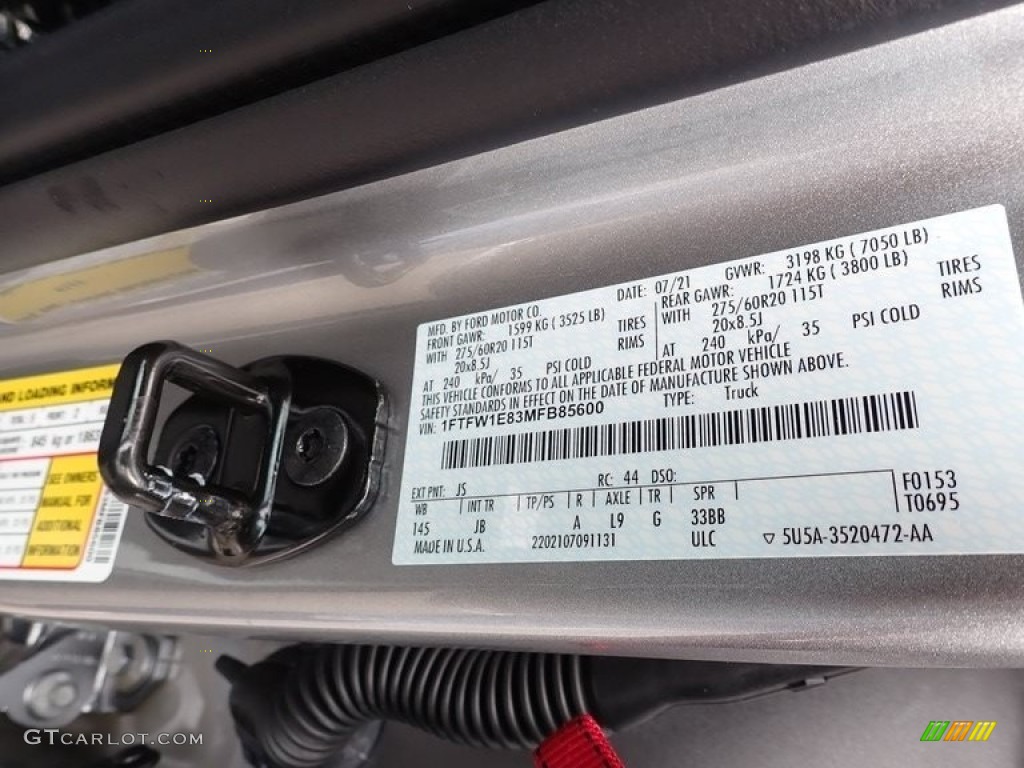 MFD. BY FORD MOTOR CO. DATE: 07/21 GVWR: 3198 KG ( 7050 LB)
FRONT GAWR: 1599 KG ( 3525 LB) REAR GAWR: 1724 KG ( 3800 LB)
WITH 275/60R20 115T TIRES WITH 275/60R20 115T TIRES
20x8.5J RIMS 20x8.5J RIMS
AT 240 kPa/ 35 PSI COLD AT 240 kPa/ 35 PSI COLD
THIS VEHICLE CONFORMS TO ALL APPLICABLE FEDERAL MOTOR VEHICLE
SAFETY STANDARDS IN EFFECT ON THE DATE OF MANUFACTURE SHOWN ABOVE.
VIN: 1FTFW1E83MFB85600 TYPE: Truck
EXT PNT: JS RC: 44 DSO: F0153
WB INT TR TP/PS R AXLE TR SPR T0695
145 JB A L9 G 33BB
MADE IN U.S.A. 2202107091131 ULC ▽ 5U5A-3520472-AA
AND LOADING INFORM
845 kg or 1863
SEE OWNERS
MANUAL FOR
ADDITIONAL
INFORMATION
GTCARLOT.COM